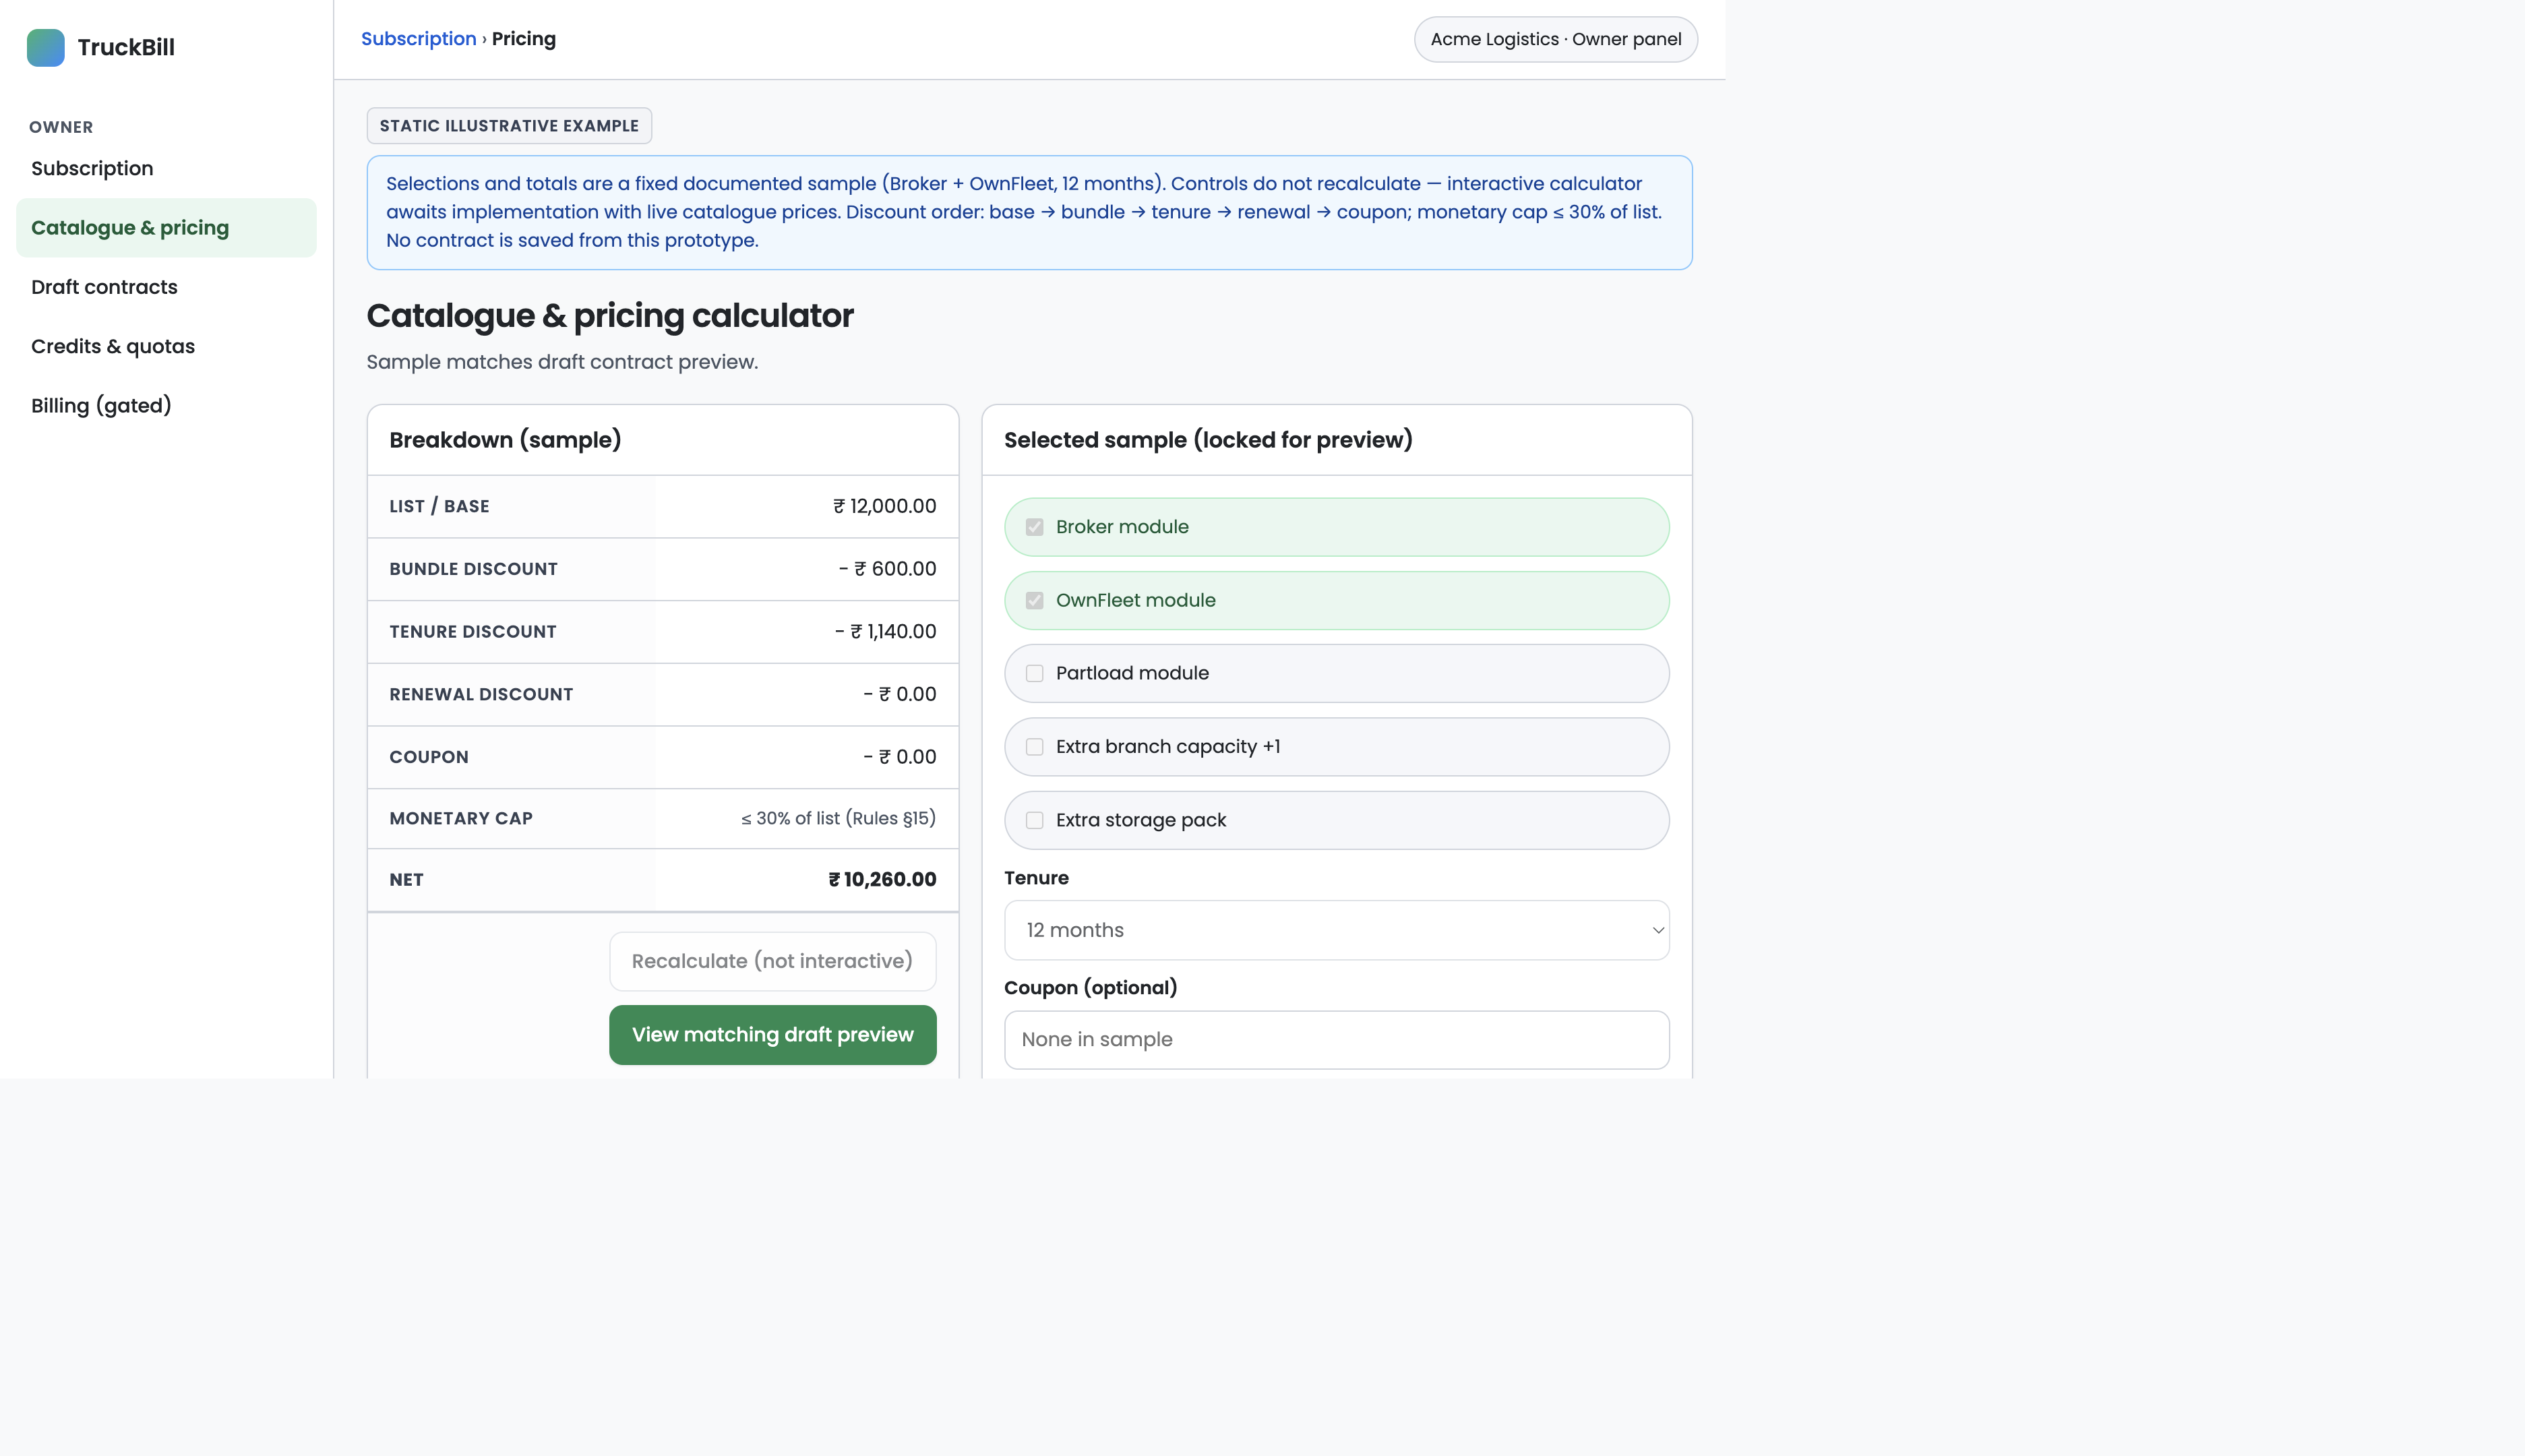 TruckBill
OWNER
Subscription
Catalogue & pricing
Draft contracts
Credits & quotas
Billing (gated)
Subscription › Pricing
Acme Logistics · Owner panel
STATIC ILLUSTRATIVE EXAMPLE
Selections and totals are a fixed documented sample (Broker + OwnFleet, 12 months). Controls do not recalculate — interactive calculator
awaits implementation with live catalogue prices. Discount order: base → bundle → tenure → renewal → coupon; monetary cap ≤ 30% of list.
No contract is saved from this prototype.
Catalogue & pricing calculator
Sample matches draft contract preview.
Breakdown (sample)
LIST / BASE ₹ 12,000.00
BUNDLE DISCOUNT − ₹ 600.00
TENURE DISCOUNT − ₹ 1,140.00
RENEWAL DISCOUNT − ₹ 0.00
COUPON − ₹ 0.00
MONETARY CAP ≤ 30% of list (Rules §15)
NET ₹ 10,260.00
Recalculate (not interactive)
View matching draft preview
Selected sample (locked for preview)
Broker module
OwnFleet module
Partload module
Extra branch capacity +1
Extra storage pack
Tenure
12 months
Coupon (optional)
None in sample